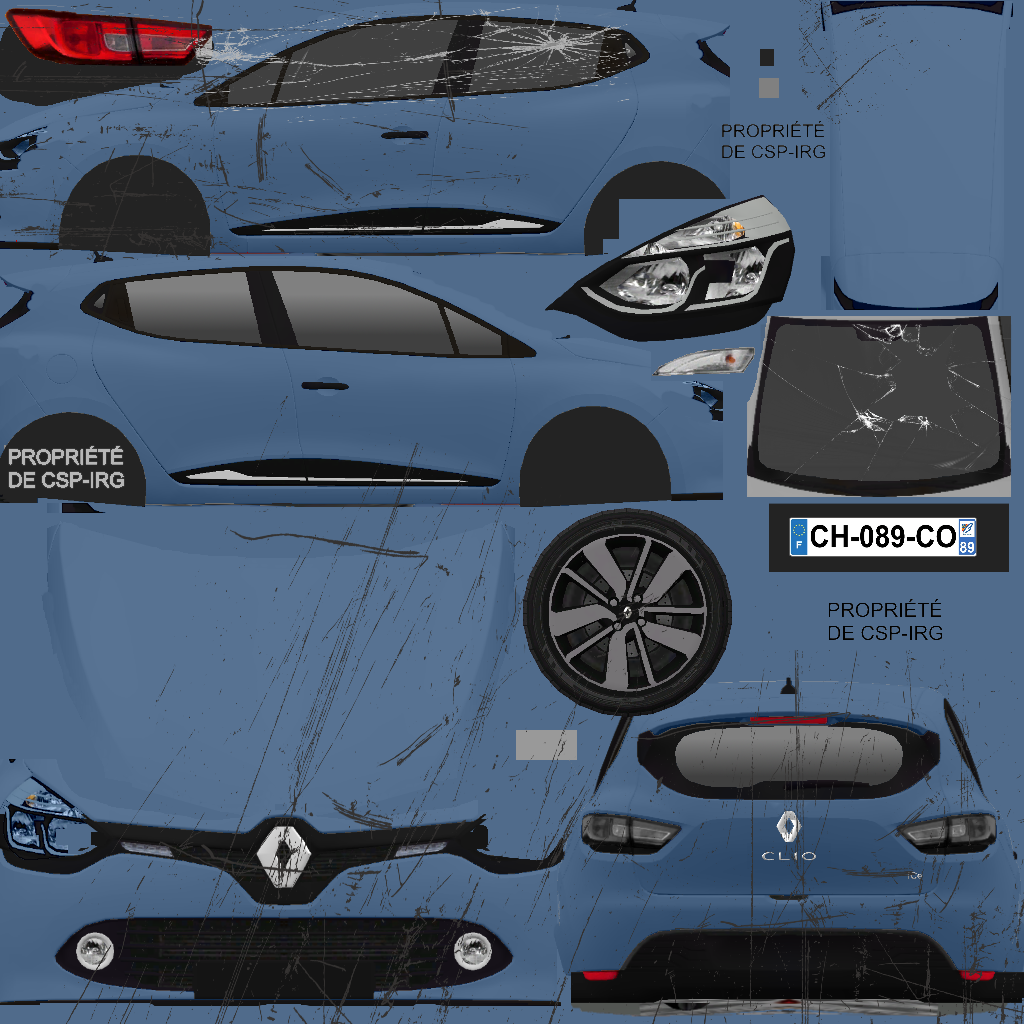 PROPRIÉTÉ
DE CSP-IRG
PROPRIÉTÉ
DE CSP-IRG
F CH-089-CO 89
PROPRIÉTÉ
DE CSP-IRG
CLIO